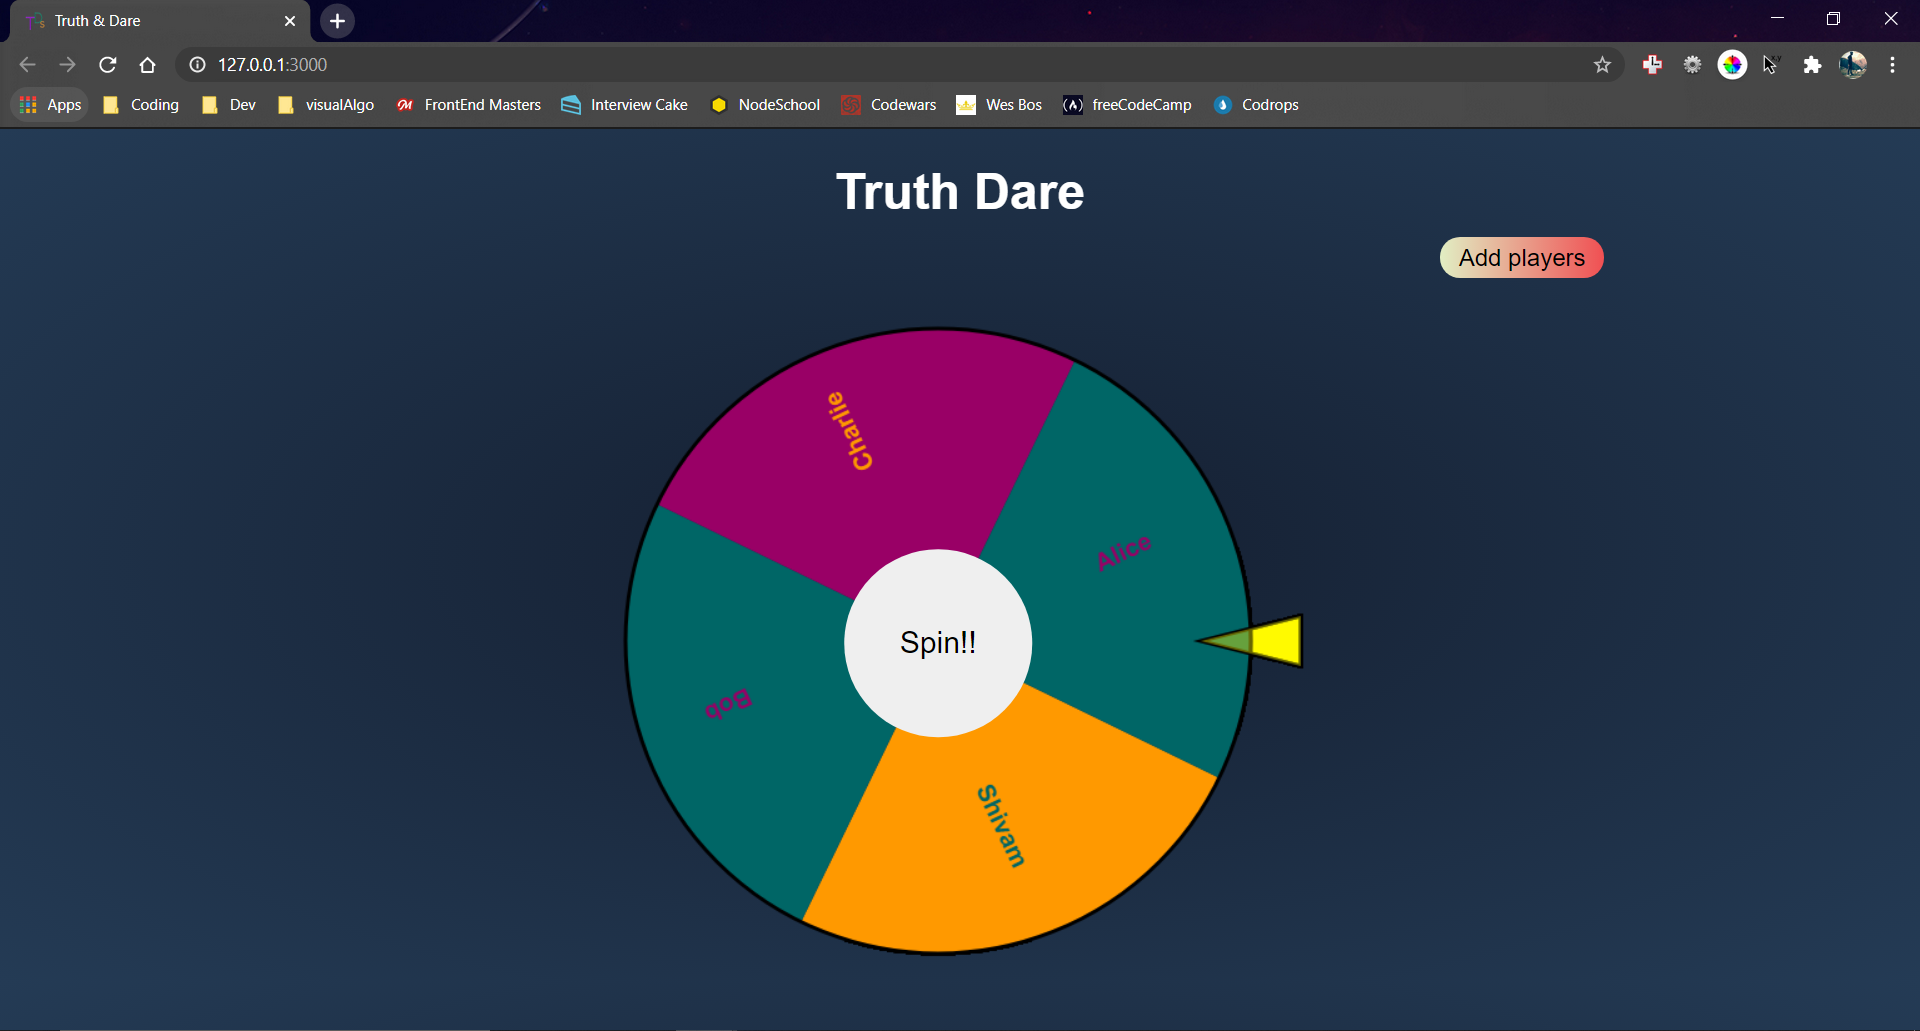 Truth & Dare
127.0.0.1:3000
Apps
Coding
Dev
visualAlgo
FrontEnd Masters
Interview Cake
NodeSchool
Codewars
Wes Bos
freeCodeCamp
Codrops
Truth Dare
Add players
Charlie
Alice
Spin!!
Bob
Shivam